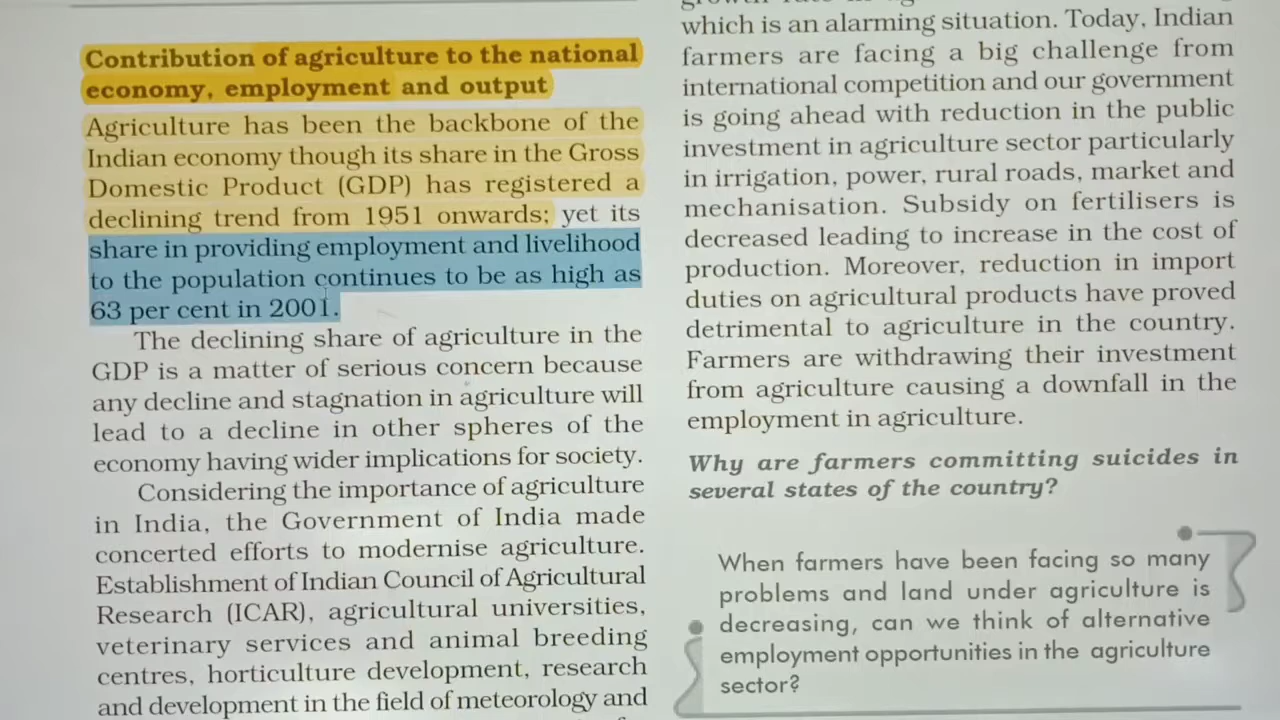 Contribution of agriculture to the national
economy, employment and output
Agriculture has been the backbone of the
Indian economy though its share in the Gross
Domestic Product (GDP) has registered a
declining trend from 1951 onwards; yet its
share in providing employment and livelihood
to the population continues to be as high as
63 per cent in 2001.
The declining share of agriculture in the
GDP is a matter of serious concern because
any decline and stagnation in agriculture will
lead to a decline in other spheres of the
economy having wider implications for society.
Considering the importance of agriculture
in India, the Government of India made
concerted efforts to modernise agriculture.
Establishment of Indian Council of Agricultural
Research (ICAR), agricultural universities,
veterinary services and animal breeding
centres, horticulture development, research
and development in the field of meteorology and
which is an alarming situation. Today, Indian
farmers are facing a big challenge from
international competition and our government
is going ahead with reduction in the public
investment in agriculture sector particularly
in irrigation, power, rural roads, market and
mechanisation. Subsidy on fertilisers is
decreased leading to increase in the cost of
production. Moreover, reduction in import
duties on agricultural products have proved
detrimental to agriculture in the country.
Farmers are withdrawing their investment
from agriculture causing a downfall in the
employment in agriculture.
Why are farmers committing suicides in
several states of the country?
When farmers have been facing so many
problems and land under agriculture is
decreasing, can we think of alternative
employment opportunities in the agriculture
sector?